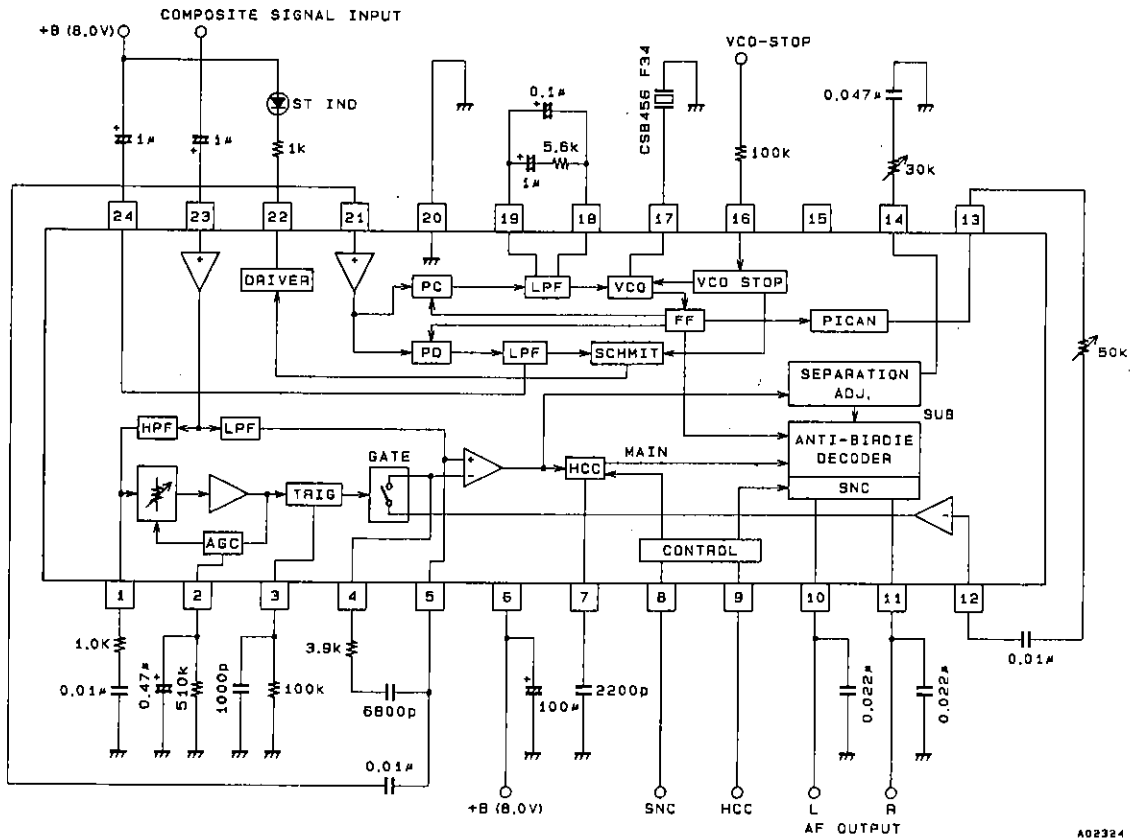 COMPOSITE SIGNAL INPUT
+B (8.0V)
VCO-STOP
ST IND
0.1μ
CSB456 F34
0.047μ
1μ
1μ
1k
5.6k
1μ
100k
30k
24
23
22
21
20
19
18
17
16
15
14
13
DRIVER
PC
LPF
VCO
VCO STOP
FF
PICAN
PD
LPF
SCHMIT
50k
SEPARATION
ADJ.
SUB
HPF
LPF
ANTI-BIRDIE
DECODER
GATE
HCC
MAIN
SNC
TRIG
AGC
CONTROL
1
2
3
4
5
6
7
8
9
10
11
12
1.0K
0.01μ
0.47μ
510k
1000p
100k
3.9k
6800p
100μ
2200p
0.022μ
0.022μ
0.01μ
0.01μ
+B (8.0V)
SNC
HCC
L
R
AF OUTPUT
A02324